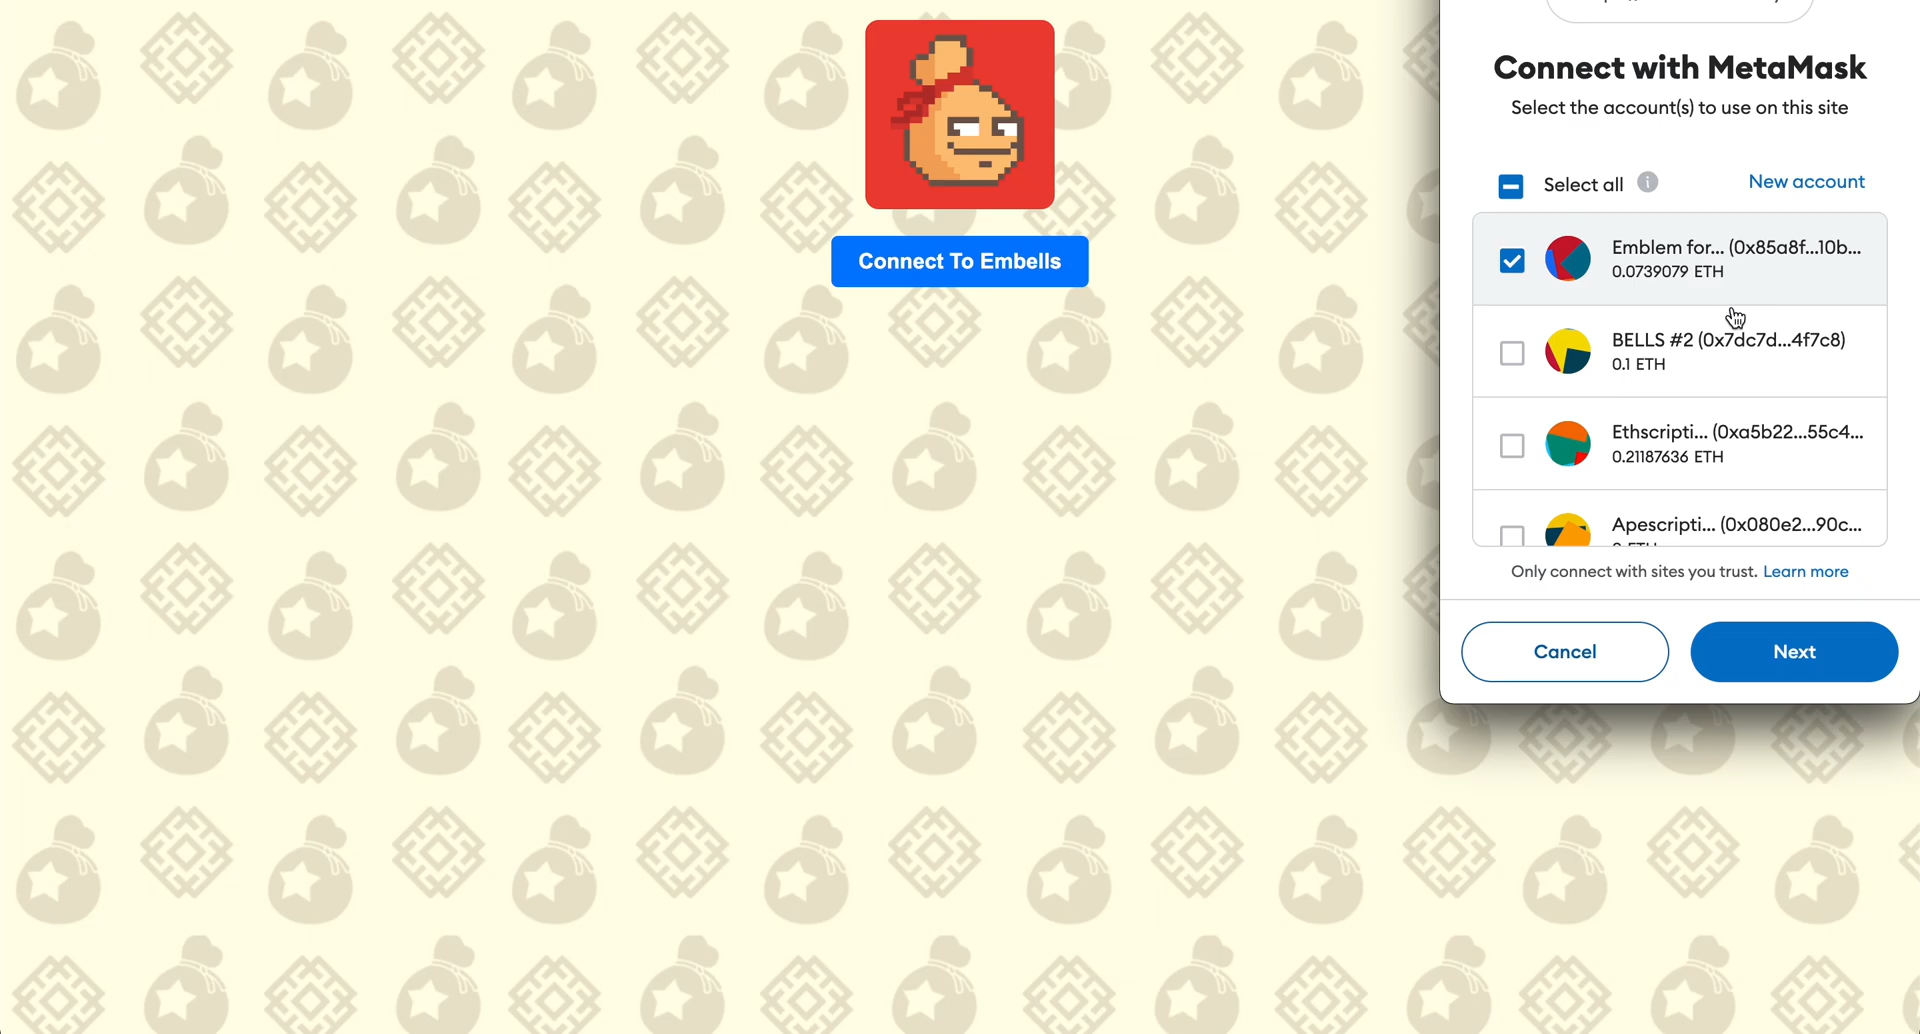 Connect To Embells
Connect with MetaMask
Select the account(s) to use on this site
Select all
New account
Emblem for... (0x85a8f...10b...
0.0739079 ETH
BELLS #2 (0x7dc7d...4f7c8)
0.1 ETH
Ethscripti... (0xa5b22...55c4...
0.21187636 ETH
Apescripti... (0x080e2...90c...
Only connect with sites you trust. Learn more
Cancel
Next